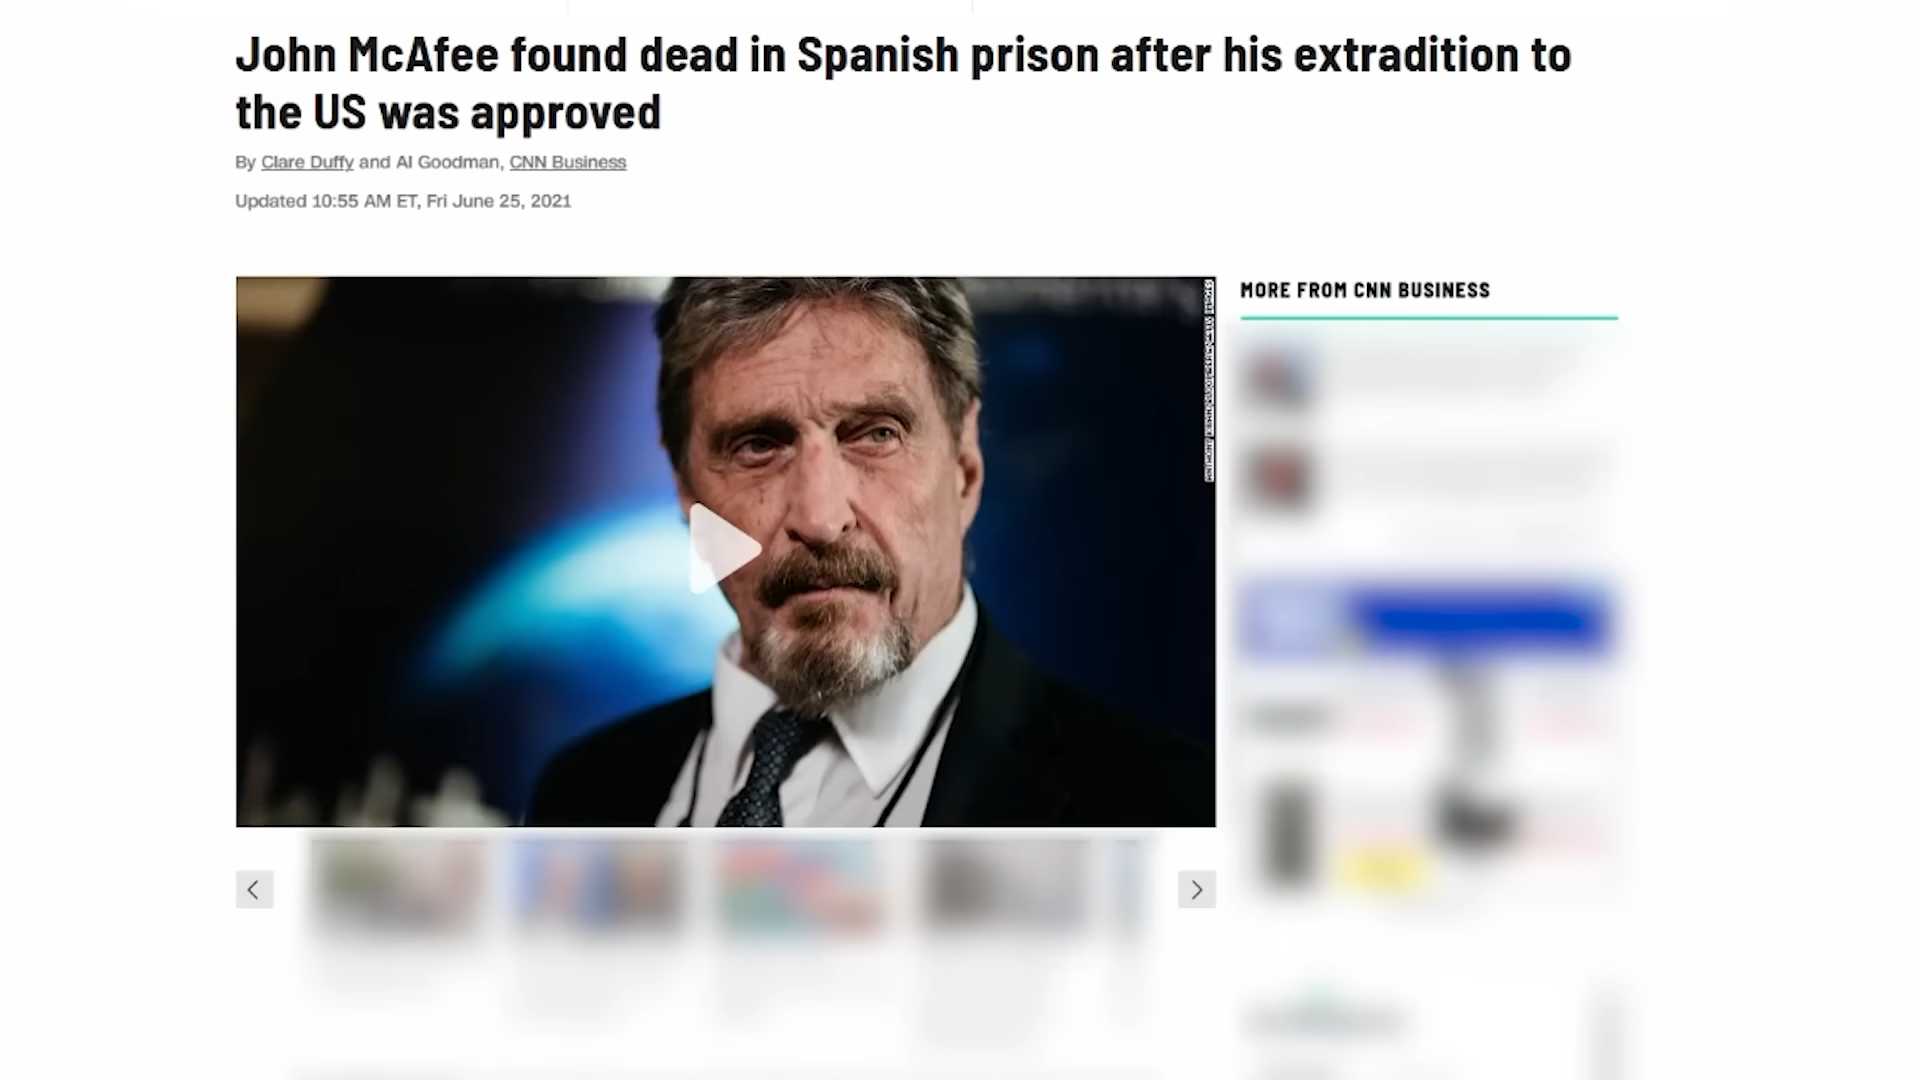 John McAfee found dead in Spanish prison after his extradition to
the US was approved
By Clare Duffy and Al Goodman, CNN Business
Updated 10:55 AM ET, Fri June 25, 2021
MORE FROM CNN BUSINESS